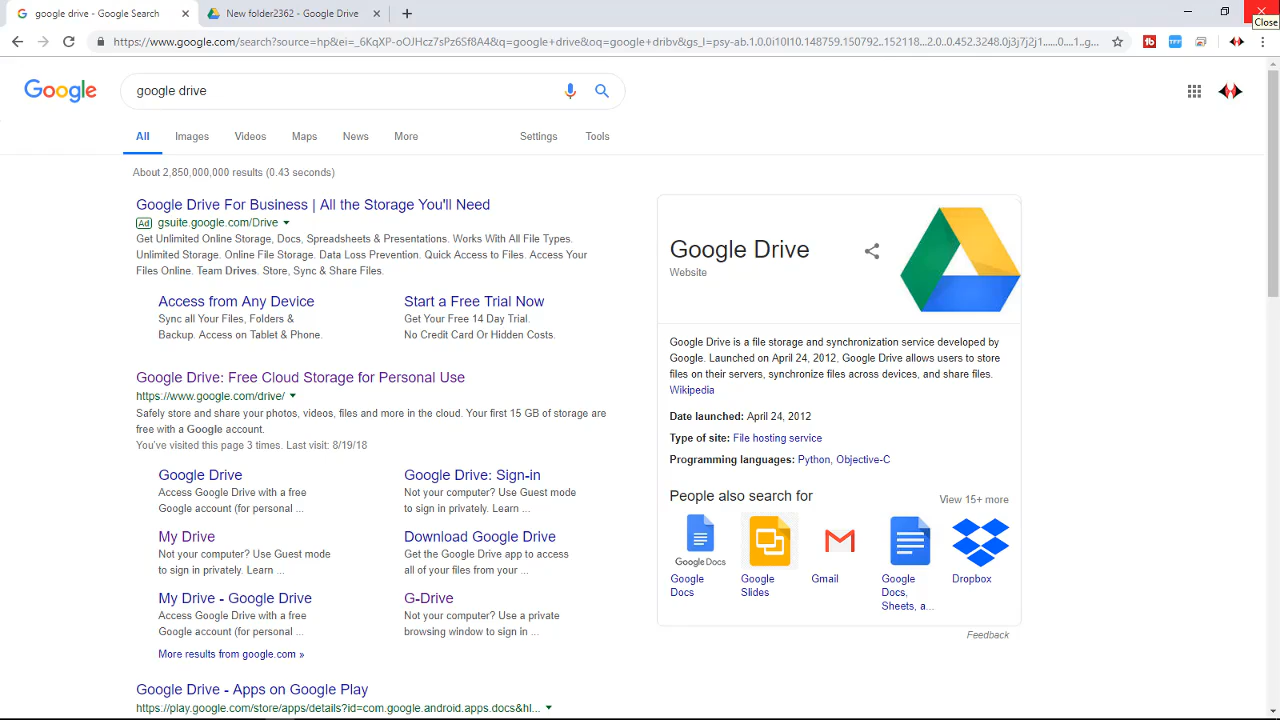 google drive - Google Search
New folder2362 - Google Drive
Close
https://www.google.com/search?source=hp&ei=_6KqXP-oOJHcz7sPrz6Sf8A4&q=google+drive&oq=google+dribv&gs_l=psy-ab.1.0.0i10l10.148759.150792..152118...2.0..0.452.3248.0j3j7j2j1......0....1..g...
Google
google drive
All
Images
Videos
Maps
News
More
Settings
Tools
About 2,850,000,000 results (0.43 seconds)
Google Drive For Business | All the Storage You'll Need
Ad gsuite.google.com/Drive
Get Unlimited Online Storage, Docs, Spreadsheets & Presentations. Works With All File Types.
Unlimited Storage. Online File Storage. Data Loss Prevention. Quick Access to Files. Access Your
Files Online. Team Drives. Store, Sync & Share Files.
Access from Any Device
Sync all Your Files, Folders &
Backup. Access on Tablet & Phone.
Start a Free Trial Now
Get Your Free 14 Day Trial.
No Credit Card Or Hidden Costs.
Google Drive: Free Cloud Storage for Personal Use
https://www.google.com/drive/
Safely store and share your photos, videos, files and more in the cloud. Your first 15 GB of storage are
free with a Google account.
You've visited this page 3 times. Last visit: 8/19/18
Google Drive
Access Google Drive with a free
Google account (for personal ...
Google Drive: Sign-in
Not your computer? Use Guest mode
to sign in privately. Learn ...
My Drive
Not your computer? Use Guest mode
to sign in privately. Learn ...
Download Google Drive
Get the Google Drive app to access
all of your files from your ...
My Drive - Google Drive
Access Google Drive with a free
Google account (for personal ...
G-Drive
Not your computer? Use a private
browsing window to sign in ...
More results from google.com »
Google Drive - Apps on Google Play
https://play.google.com/store/apps/details?id=com.google.android.apps.docs&hl...
Google Drive
Website
Google Drive is a file storage and synchronization service developed by
Google. Launched on April 24, 2012, Google Drive allows users to store
files on their servers, synchronize files across devices, and share files.
Wikipedia
Date launched: April 24, 2012
Type of site: File hosting service
Programming languages: Python, Objective-C
People also search for
View 15+ more
Google Docs
Google
Docs
Google
Slides
Gmail
Google
Docs,
Sheets, a...
Dropbox
Feedback